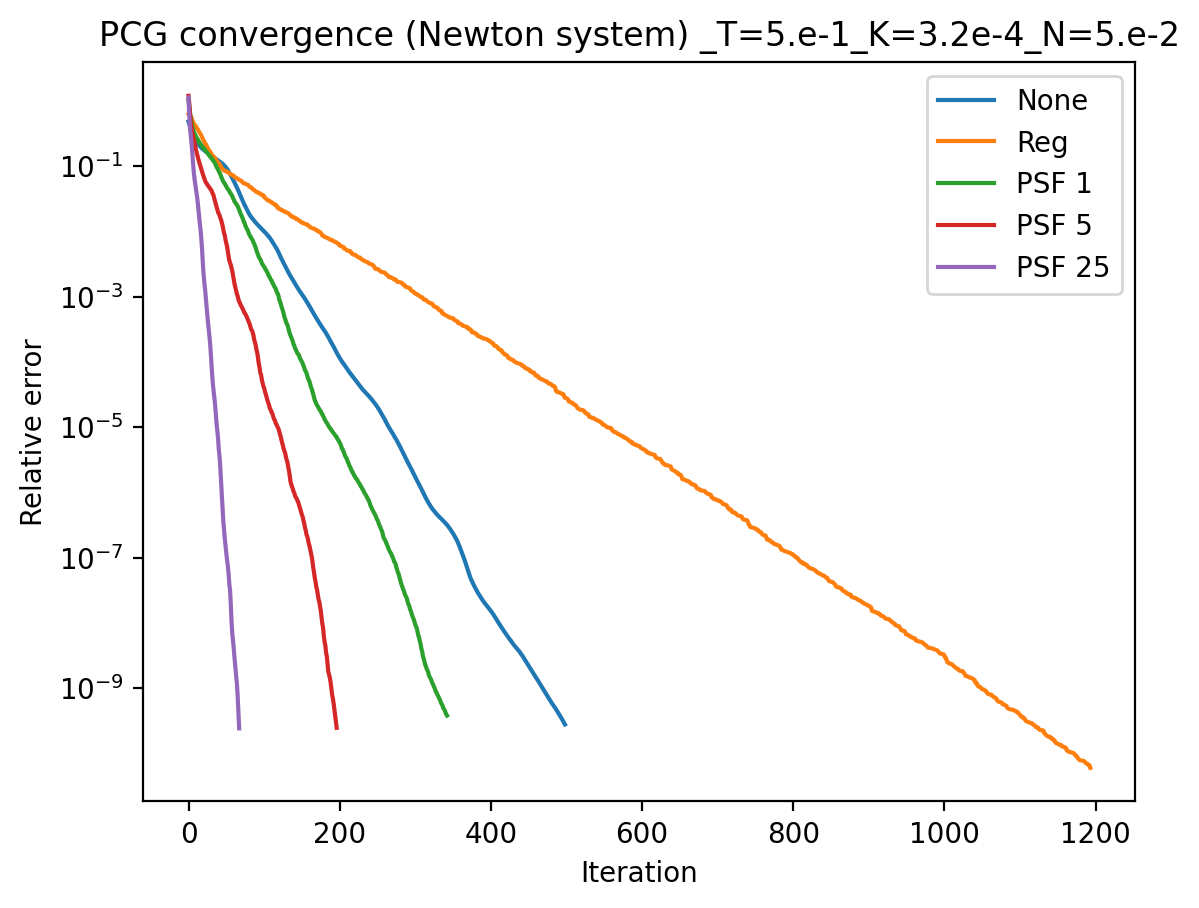 PCG convergence (Newton system) _T=5.e-1_K=3.2e-4_N=5.e-2
None
Reg
PSF 1
PSF 5
PSF 25
Relative error
10⁻¹
10⁻³
10⁻⁵
10⁻⁷
10⁻⁹
0 200 400 600 800 1000 1200
Iteration